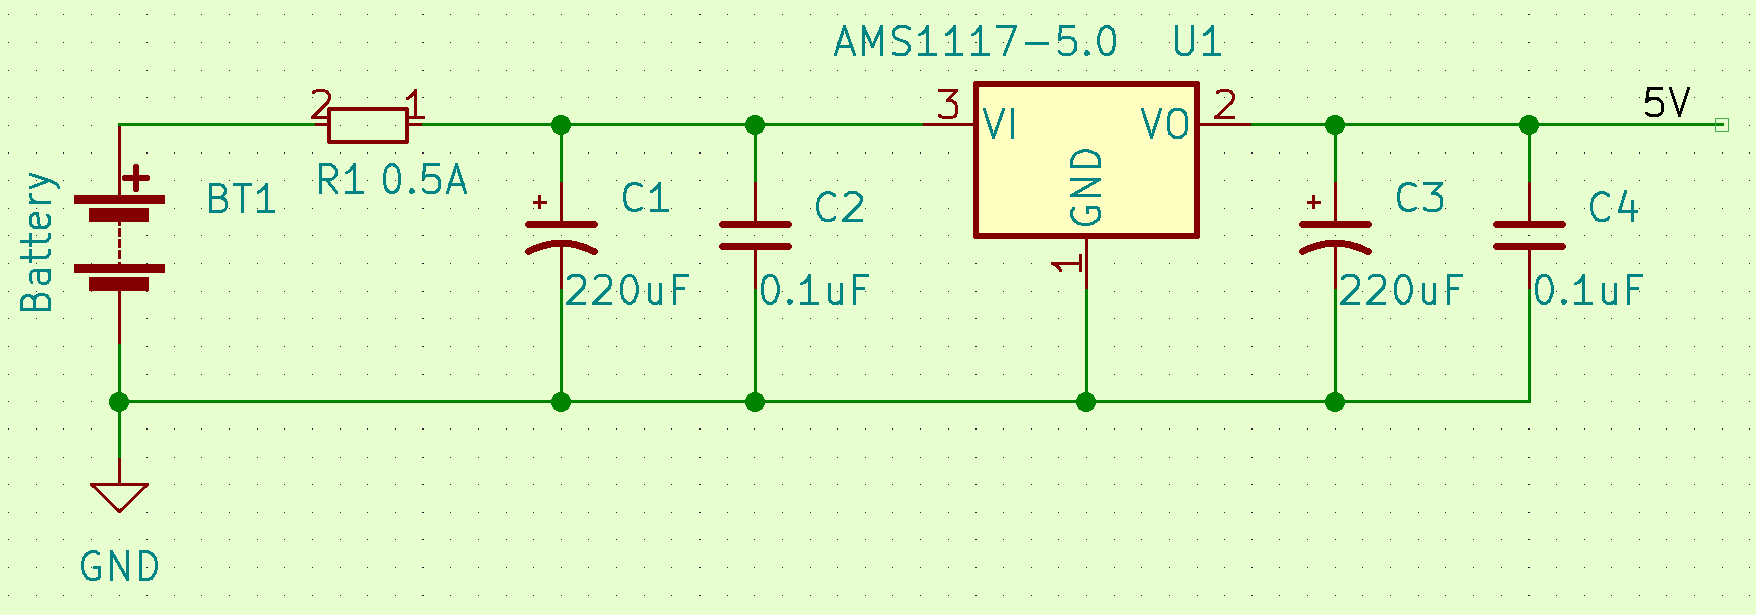 AMS1117-5.0 U1
2 1 3 VI VO 2 5V
R1 0.5A
Battery
BT1
+
GND
1
+ C1
220uF
C2
0.1uF
+ C3
220uF
C4
0.1uF
GND